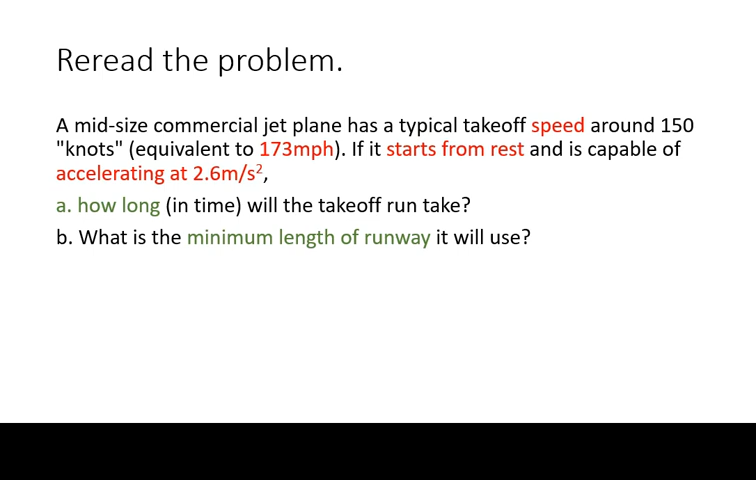 Reread the problem.
A mid-size commercial jet plane has a typical takeoff speed around 150
"knots" (equivalent to 173mph). If it starts from rest and is capable of
accelerating at 2.6m/s²,
a. how long (in time) will the takeoff run take?
b. What is the minimum length of runway it will use?